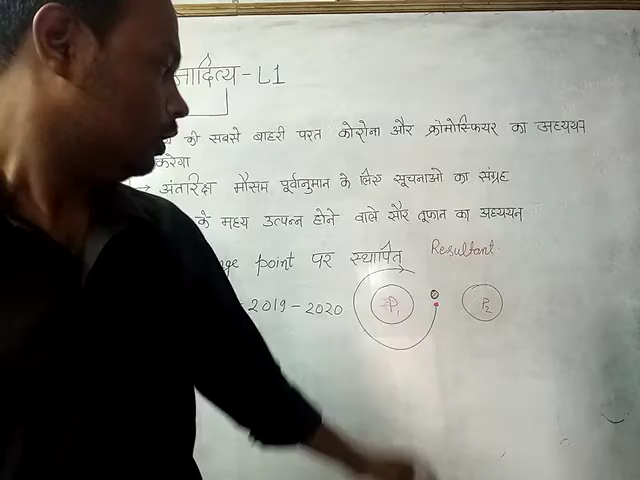 आदित्य - L1
की सबसे बाहरी परत कोरोना और क्रोमोस्फियर का अध्ययन
करेगा
→ अंतरिक्ष मौसम पूर्वानुमान के लिए सूचनाओ का संग्रह
के मध्य उत्पन्न होने वाले सौर तूफान का अध्ययन
point पर स्थापित्
Resultant.
2019 - 2020
P1
P2